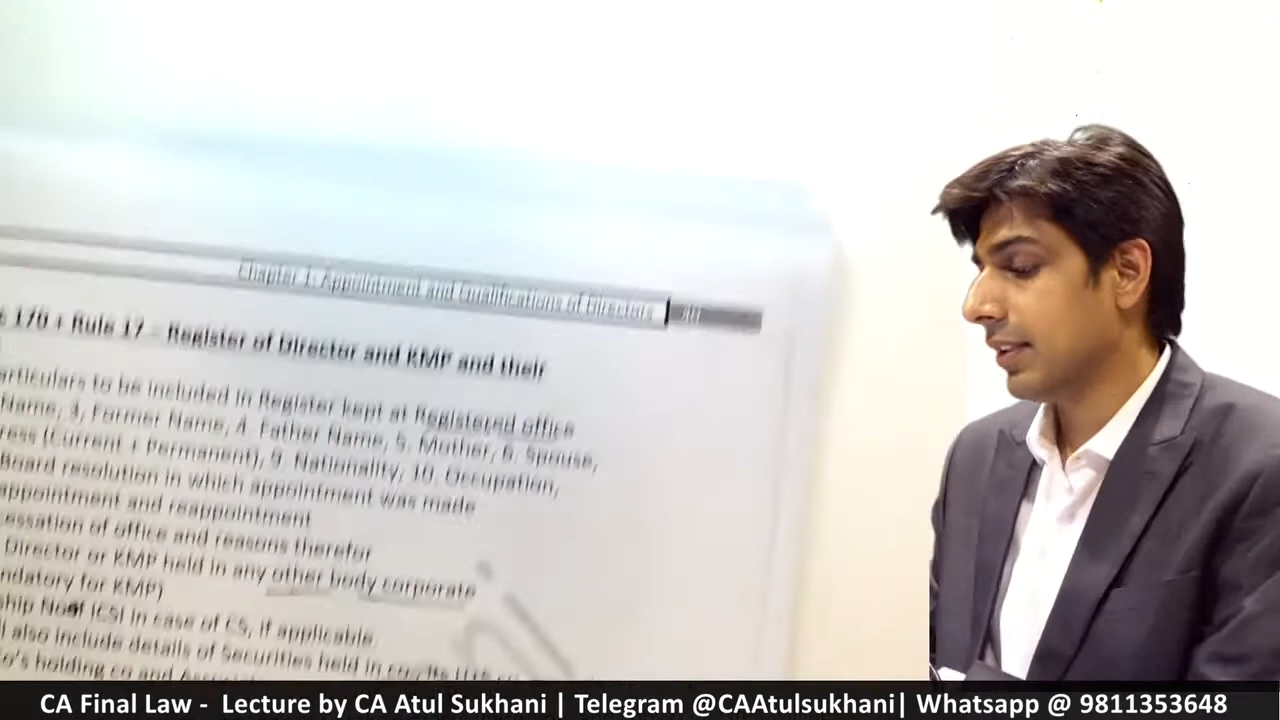 Chapter 1: Appointment and Qualifications of Directors
170 + Rule 17 - Register of Director and KMP and their
articulars to be included in Register kept at Registered office
Name, 3, Former Name, 4. Father Name, 5. Mother, 6. Spouse,
ress (Current + Permanent), 9. Nationality, 10. Occupation,
Board resolution in which appointment was made
appointment and reappointment
essation of office and reasons therefor
Director or KMP held in any other body corporate
ndatory for KMP)
ship No of ICSI in case of CS, if applicable
also include details of Securities held in
co's holding co and
CA Final Law - Lecture by CA Atul Sukhani | Telegram @CAAtulsukhani| Whatsapp @ 9811353648